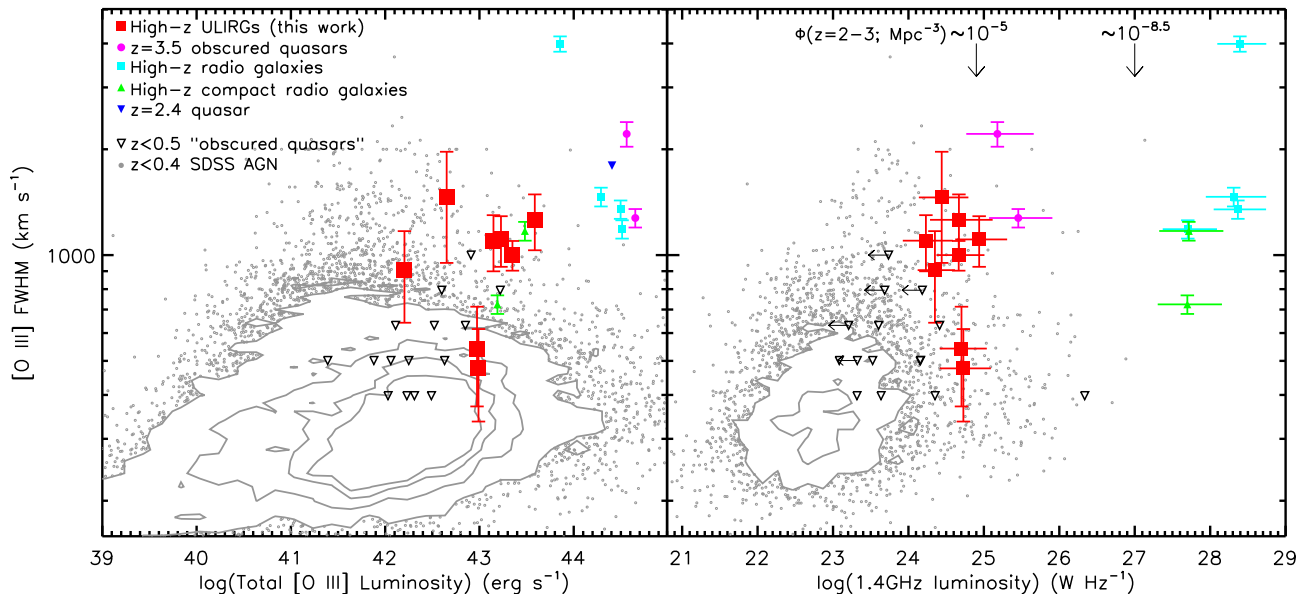 High-z ULIRGs (this work)
z=3.5 obscured quasars
High-z radio galaxies
High-z compact radio galaxies
z=2.4 quasar
z<0.5 "obscured quasars"
z<0.4 SDSS AGN
Φ(z=2-3; Mpc⁻³) ~10⁻⁵
~10⁻⁸·⁵
[O III] FWHM (km s⁻¹)
1000
39 40 41 42 43 44
21 22 23 24 25 26 27 28 29
log(Total [O III] Luminosity) (erg s⁻¹)
log(1.4GHz luminosity) (W Hz⁻¹)